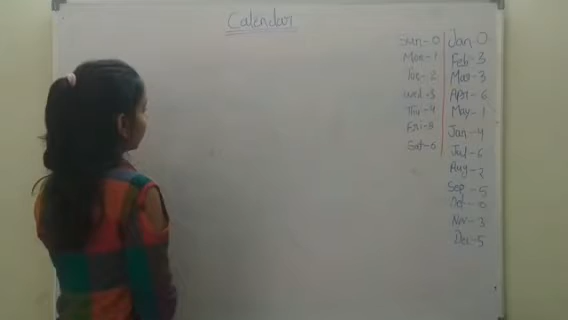 Calendar
Sun-0
Mon-1
Tue-2
Wed-3
Thu-4
Fri-5
Sat-6
Jan 0
Feb-3
Mar-3
Apr-6
May-1
Jan-4
Jul-6
Aug-2
Sep-5
Oct-0
Nov-3
Dec-5